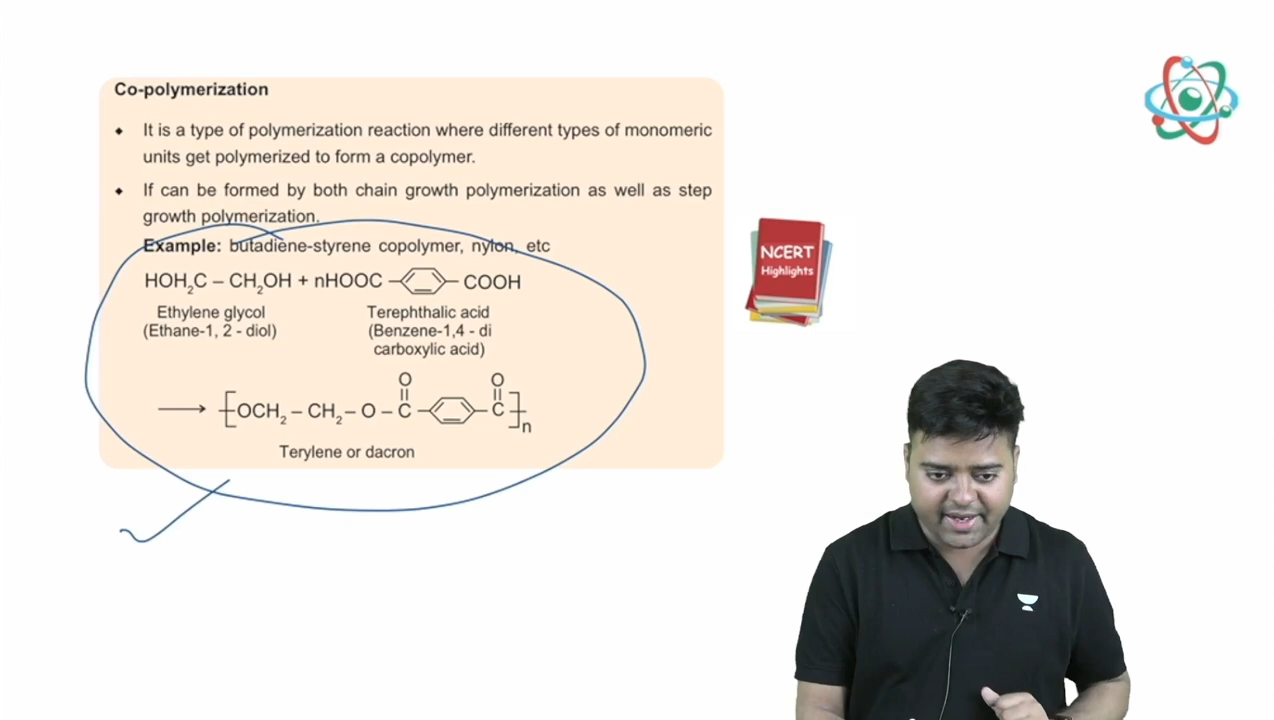 Co-polymerization
It is a type of polymerization reaction where different types of monomeric
units get polymerized to form a copolymer.
If can be formed by both chain growth polymerization as well as step
growth polymerization.
Example: butadiene-styrene copolymer, nylon, etc
HOH₂C – CH₂OH + nHOOC – – COOH
Ethylene glycol
(Ethane-1, 2 - diol)
Terephthalic acid
(Benzene-1,4 - di
carboxylic acid)
O O
[OCH₂ – CH₂ – O – C – – C]n
Terylene or dacron
NCERT
Highlights